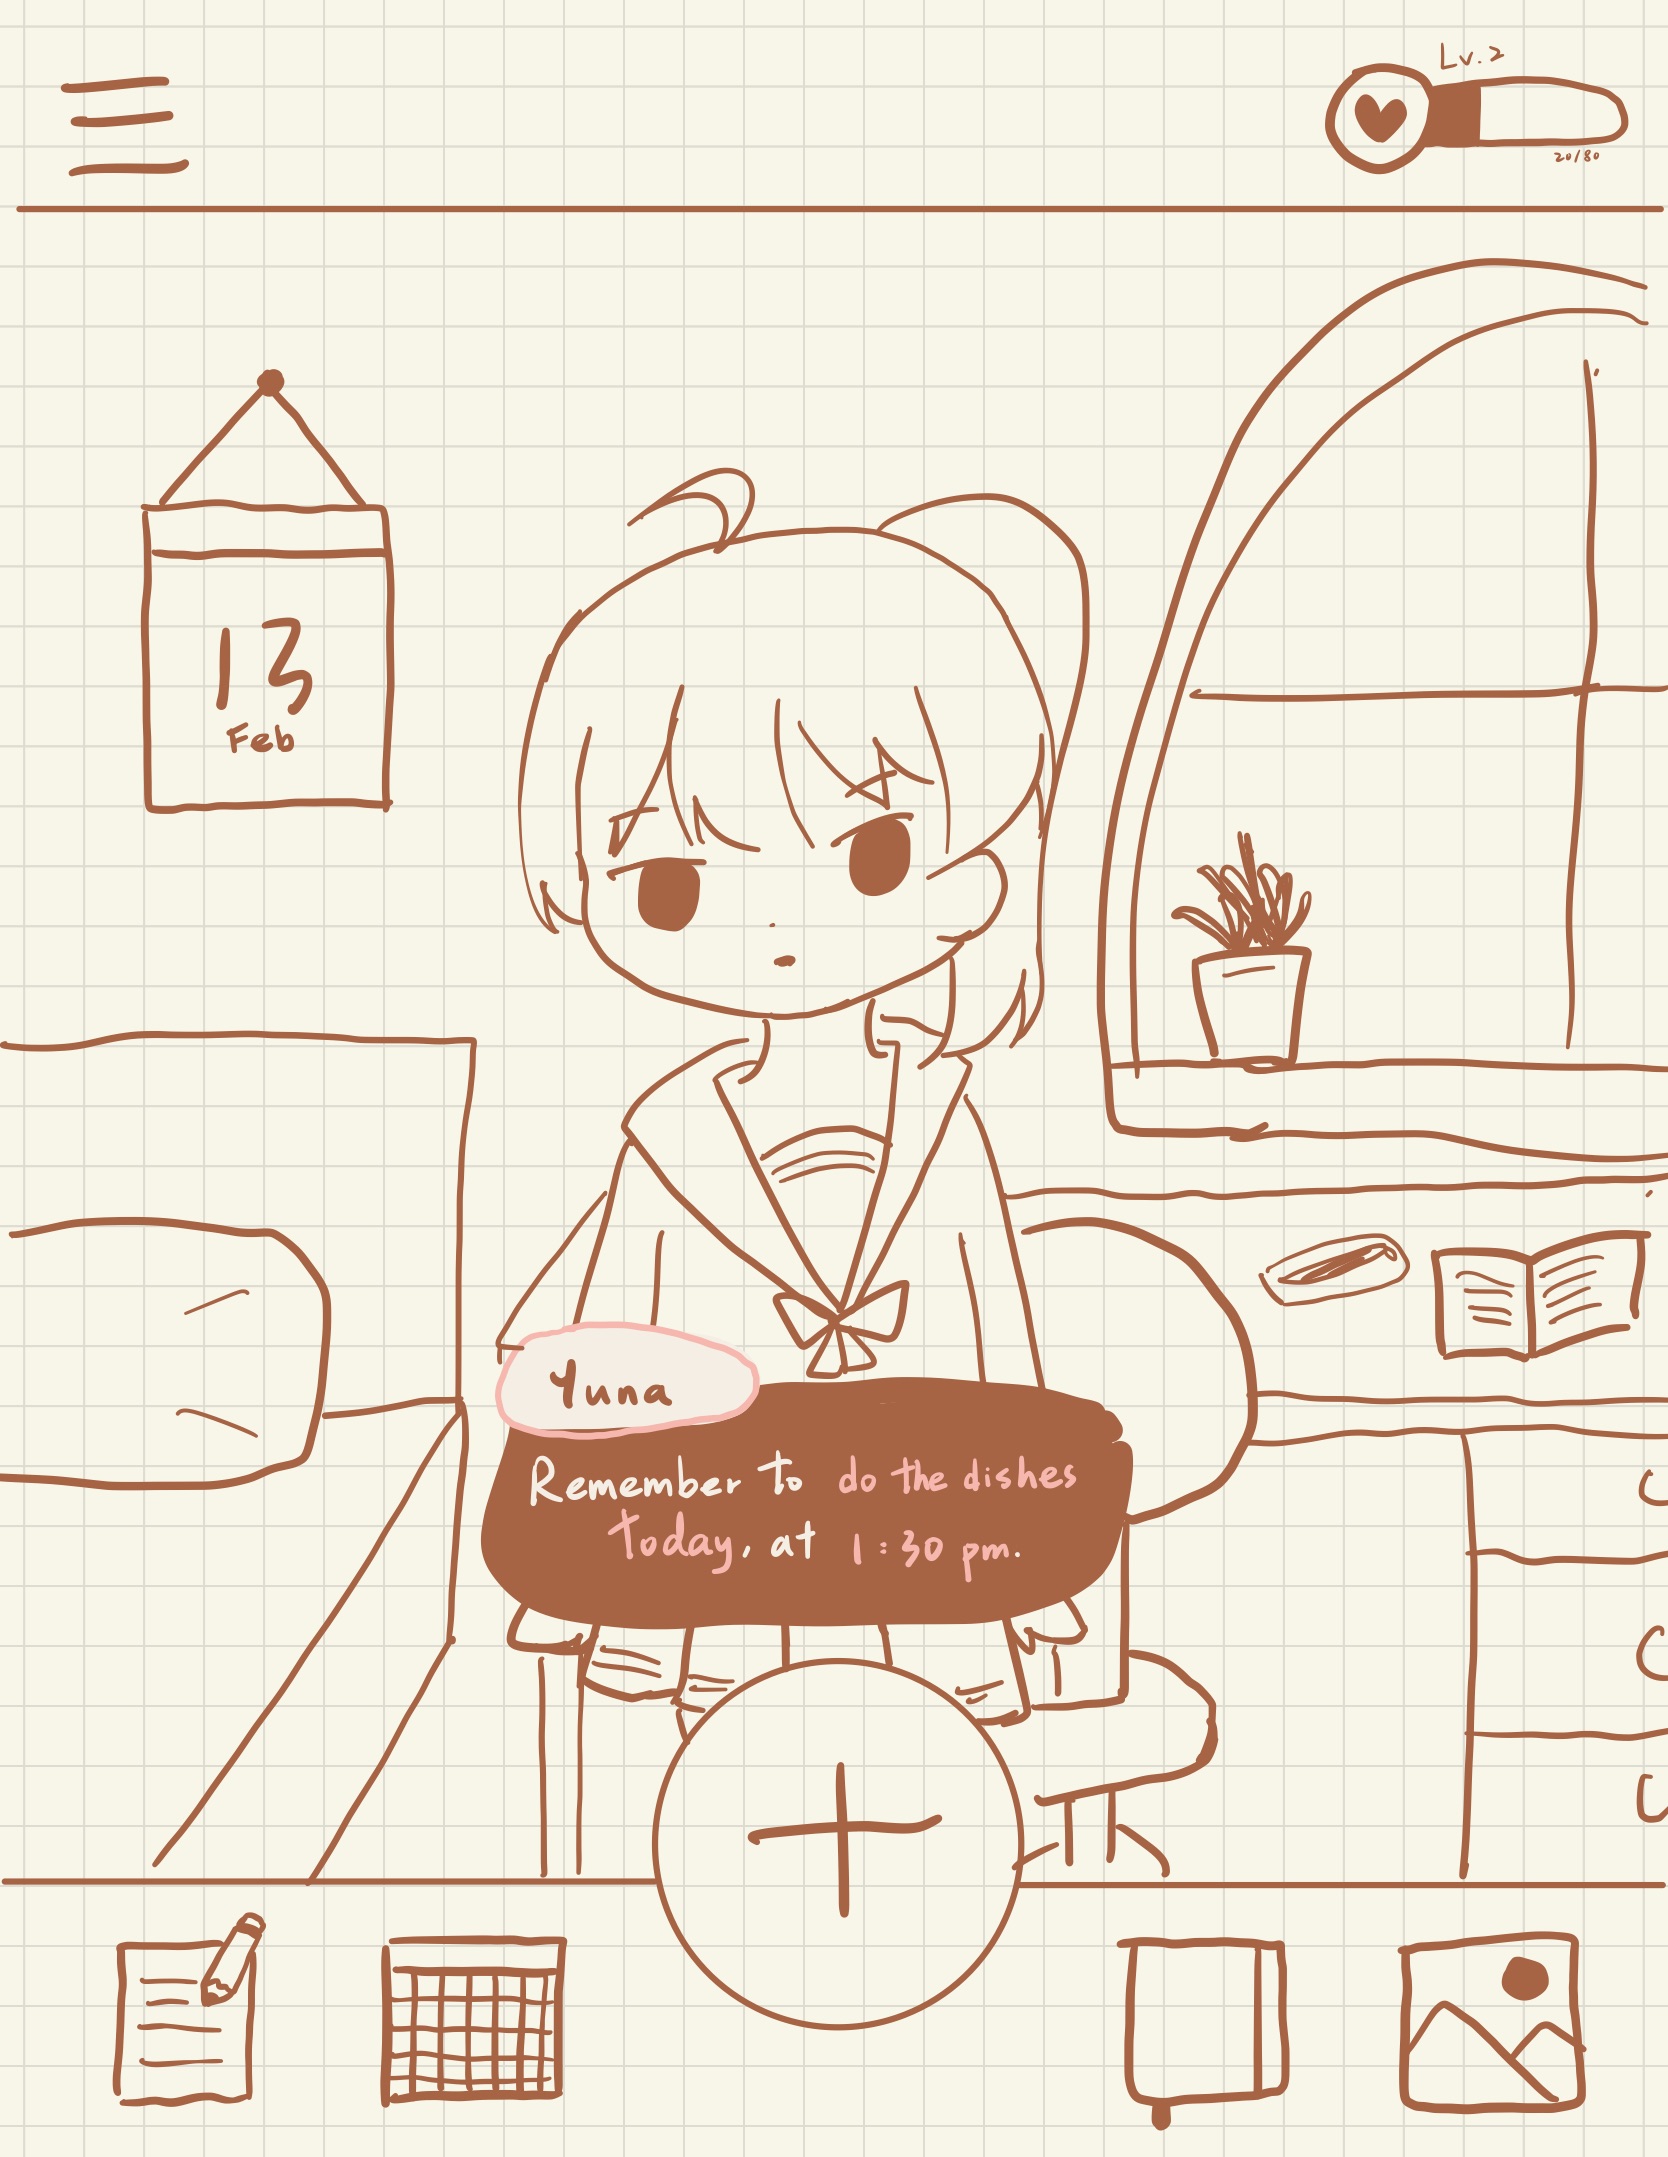 Lv.2
20/80
13
Feb
Yuna
Remember to do the dishes
Today, at 1:30 pm.